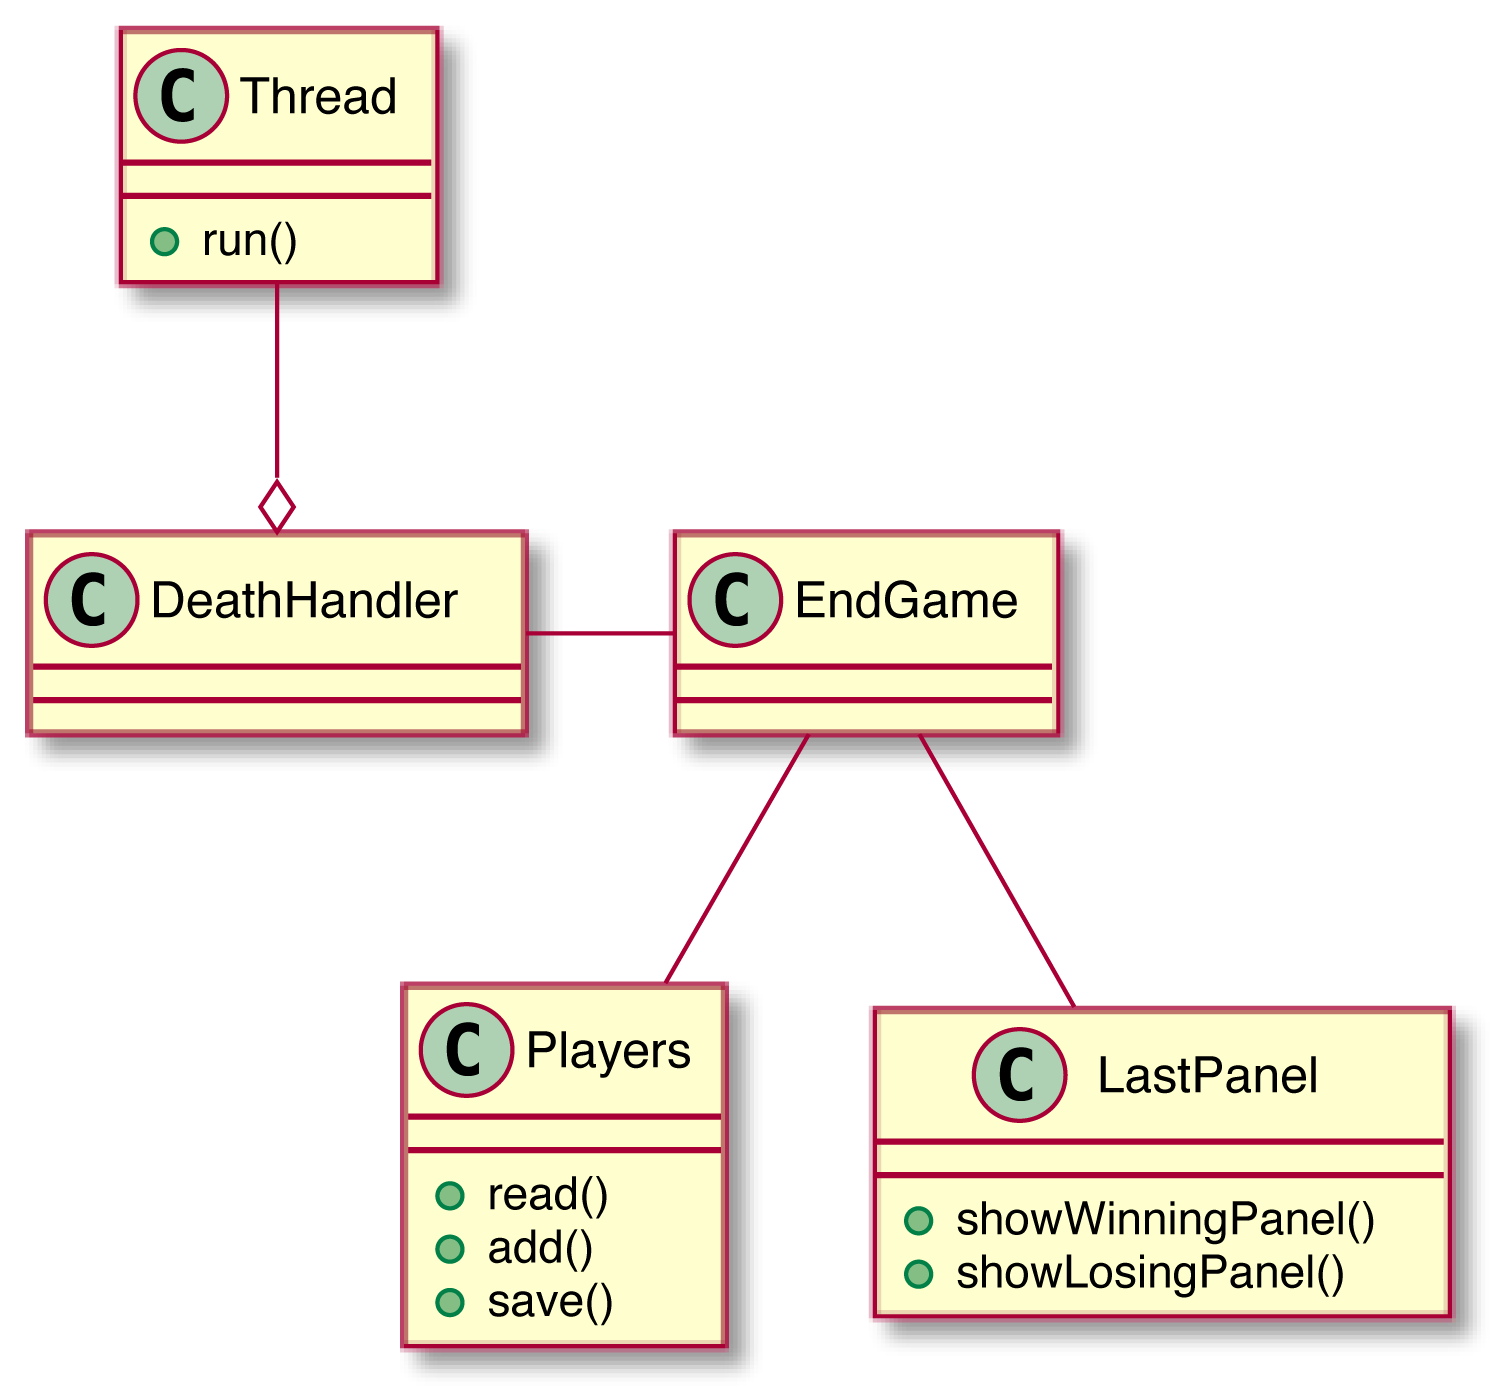 C Thread
run()
C DeathHandler
C EndGame
C Players
read()
add()
save()
C LastPanel
showWinningPanel()
showLosingPanel()